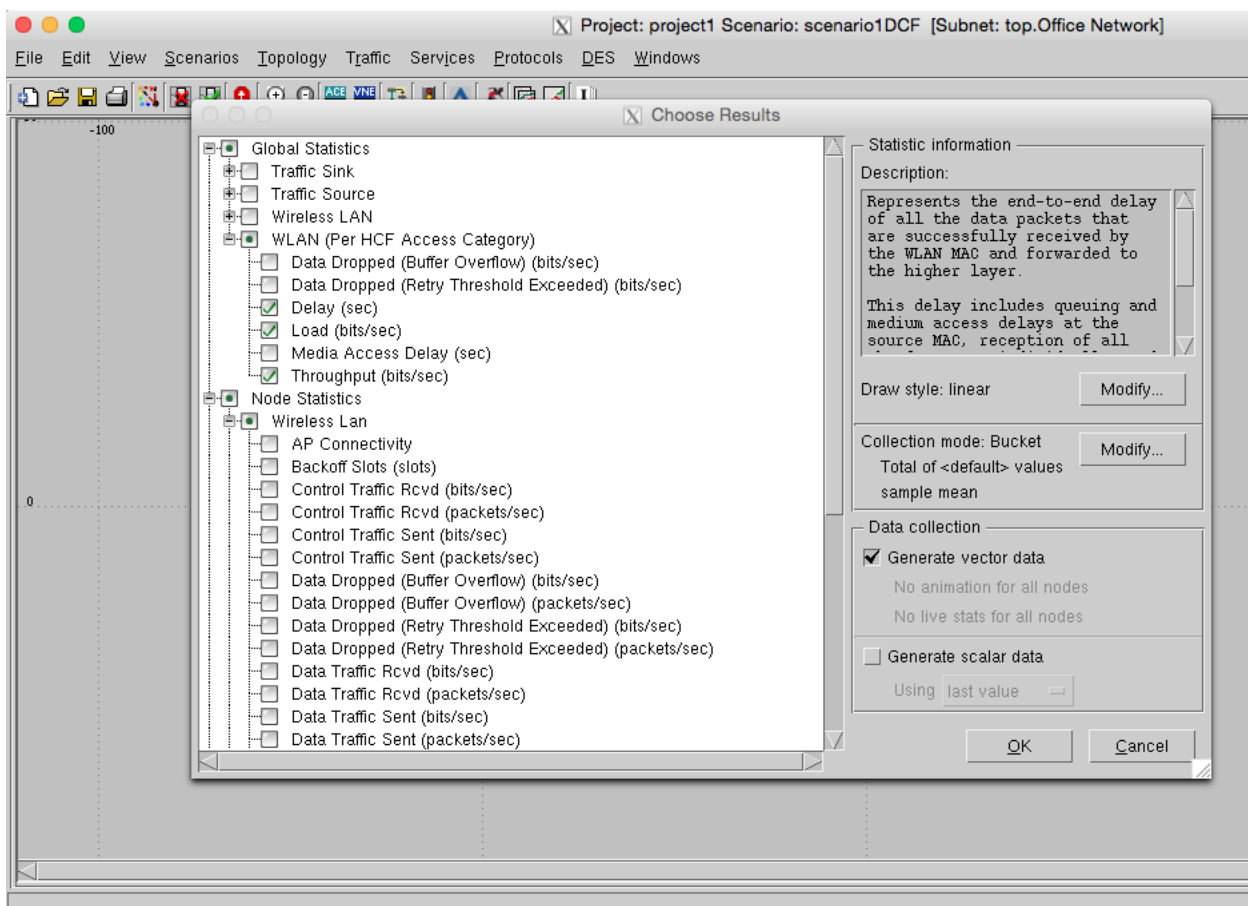 Project: project1 Scenario: scenario1DCF [Subnet: top.Office Network]
File Edit View Scenarios Topology Traffic Services Protocols DES Windows
ACE VNE
Choose Results
-100
0
Global Statistics
Traffic Sink
Traffic Source
Wireless LAN
WLAN (Per HCF Access Category)
Data Dropped (Buffer Overflow) (bits/sec)
Data Dropped (Retry Threshold Exceeded) (bits/sec)
Delay (sec)
Load (bits/sec)
Media Access Delay (sec)
Throughput (bits/sec)
Node Statistics
Wireless Lan
AP Connectivity
Backoff Slots (slots)
Control Traffic Rcvd (bits/sec)
Control Traffic Rcvd (packets/sec)
Control Traffic Sent (bits/sec)
Control Traffic Sent (packets/sec)
Data Dropped (Buffer Overflow) (bits/sec)
Data Dropped (Buffer Overflow) (packets/sec)
Data Dropped (Retry Threshold Exceeded) (bits/sec)
Data Dropped (Retry Threshold Exceeded) (packets/sec)
Data Traffic Rcvd (bits/sec)
Data Traffic Rcvd (packets/sec)
Data Traffic Sent (bits/sec)
Data Traffic Sent (packets/sec)
Statistic information
Description:
Represents the end-to-end delay
of all the data packets that
are successfully received by
the WLAN MAC and forwarded to
the higher layer.
This delay includes queuing and
medium access delays at the
source MAC, reception of all
Draw style: linear
Modify...
Collection mode: Bucket
Modify...
Total of <default> values
sample mean
Data collection
Generate vector data
No animation for all nodes
No live stats for all nodes
Generate scalar data
Using last value
OK Cancel